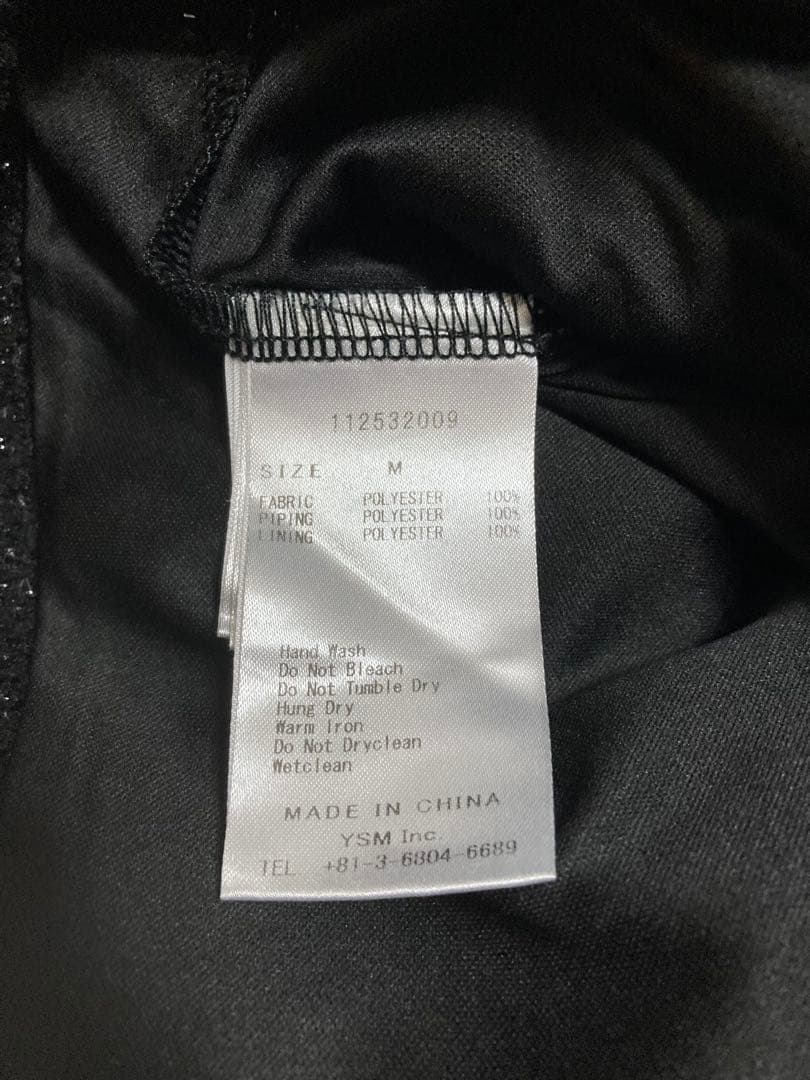 112532009
SIZE M
FABRIC POLYESTER 100%
PIPING POLYESTER 100%
LINING POLYESTER 100%
Hand Wash
Do Not Bleach
Do Not Tumble Dry
Hung Dry
Warm Iron
Do Not Dryclean
Wetclean
MADE IN CHINA
YSM Inc.
TEL +81-3-6804-6689